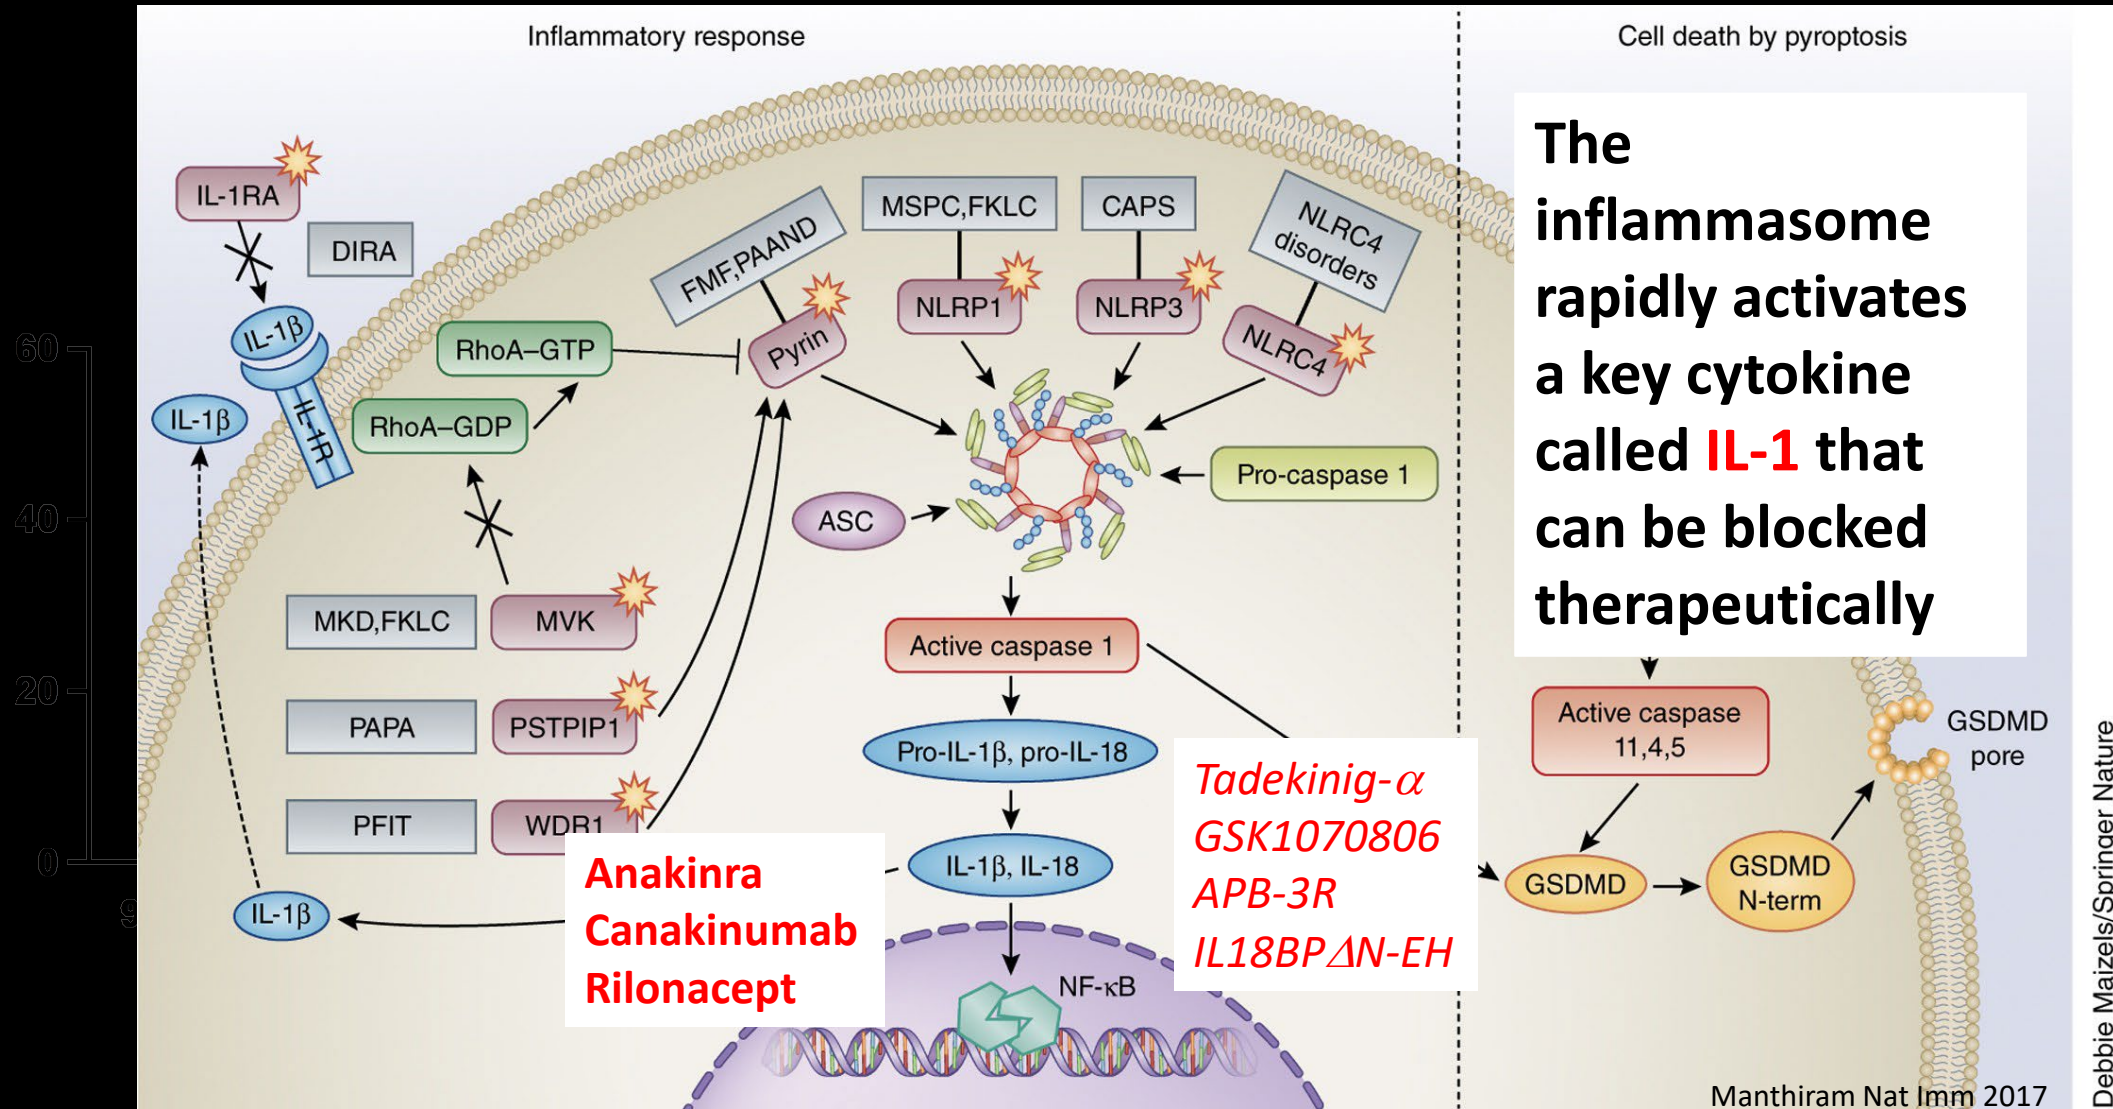 Inflammatory response
Cell death by pyroptosis
IL-1RA
DIRA
IL-1β
IL-1R
IL-1β
RhoA–GTP
RhoA–GDP
FMF,PAAND
Pyrin
MSPC,FKLC
NLRP1
CAPS
NLRP3
NLRC4
disorders
NLRC4
Pro-caspase 1
ASC
MKD,FKLC
MVK
PAPA
PSTPIP1
PFIT
WDR1
Active caspase 1
Pro-IL-1β, pro-IL-18
IL-1β, IL-18
IL-1β
NF-κB
Anakinra
Canakinumab
Rilonacept
Tadekinig-α
GSK1070806
APB-3R
IL18BPΔN-EH
The
inflammasome
rapidly activates
a key cytokine
called IL-1 that
can be blocked
therapeutically
Active caspase
11,4,5
GSDMD
GSDMD
N-term
GSDMD
pore
Manthiram Nat Imm 2017
Debbie Maizels/Springer Nature
60
40
20
0
9